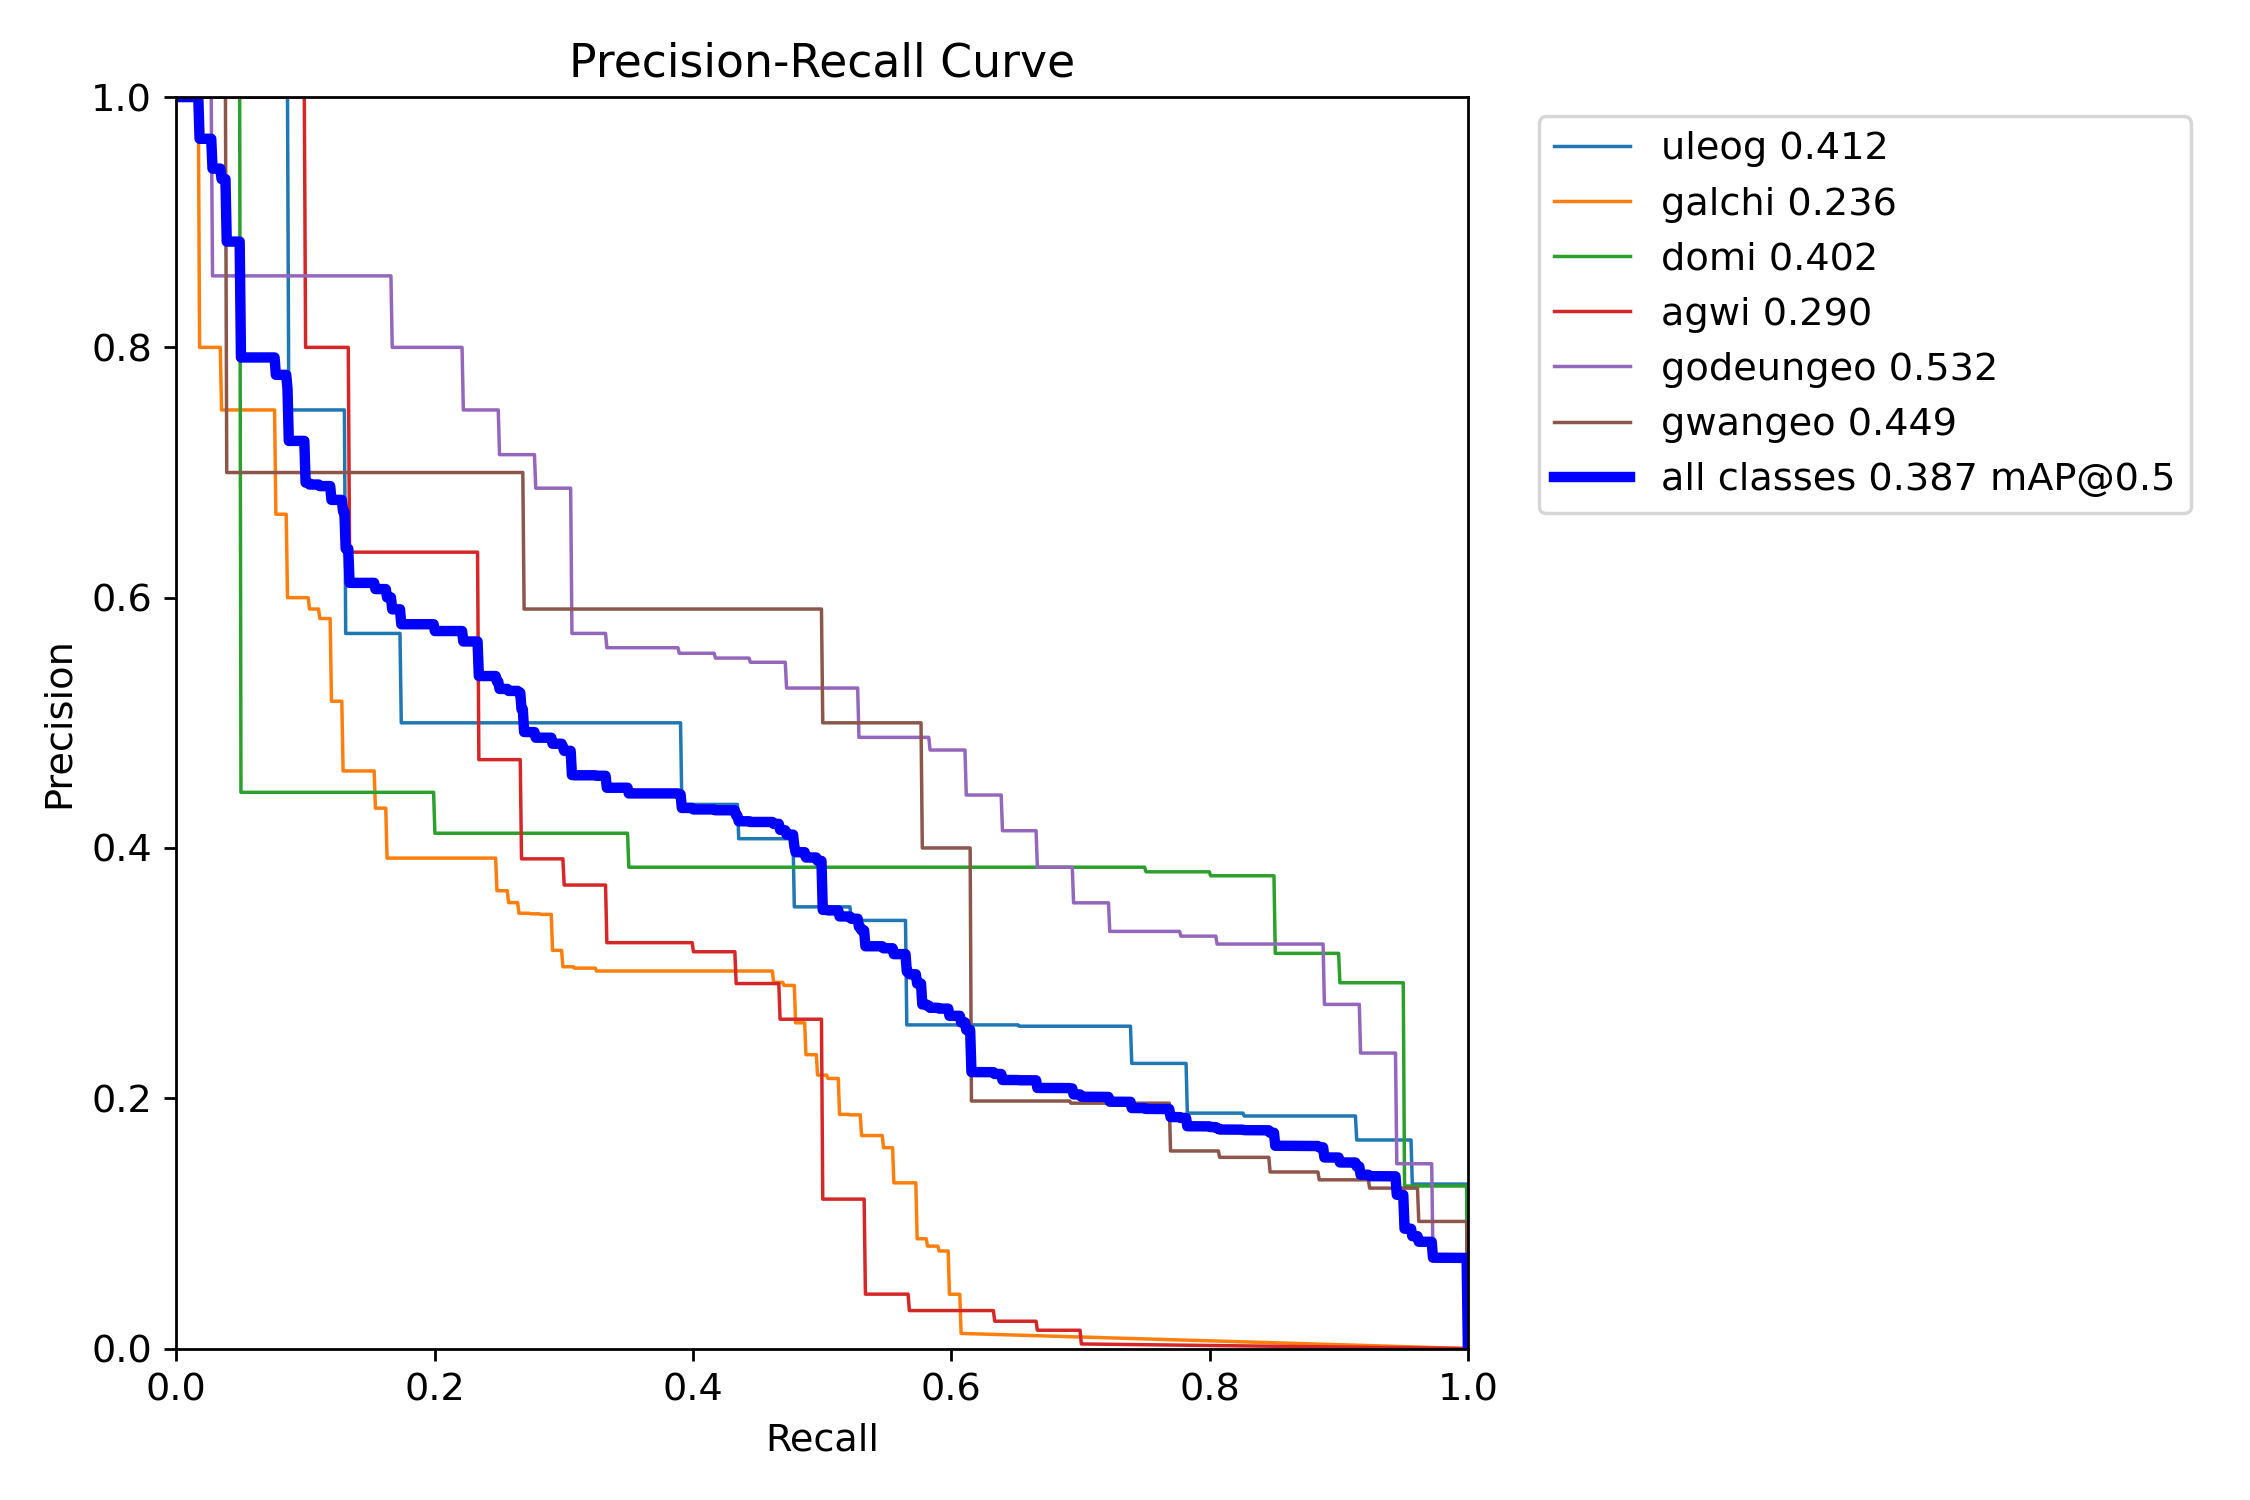 Precision-Recall Curve
1.0
0.8
0.6
0.4
0.2
0.0
Precision
0.0 0.2 0.4 0.6 0.8 1.0
Recall
uleog 0.412
galchi 0.236
domi 0.402
agwi 0.290
godeungeo 0.532
gwangeo 0.449
all classes 0.387 mAP@0.5